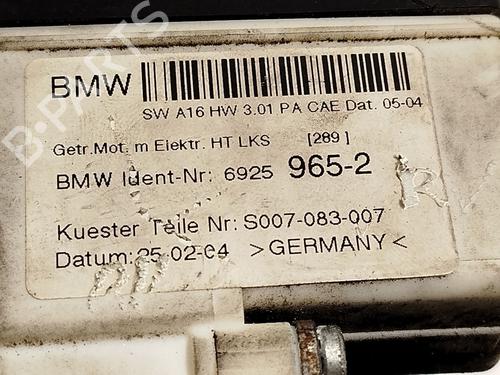 BMW
SW A16 HW 3.01 PA CAE Dat. 05-04
Getr.Mot. m Elektr. HT LKS [289]
BMW Ident-Nr: 6925 965-2
Kuester Teile Nr: S007-083-007
Datum: 25-02-04 >GERMANY<
B-PARTS